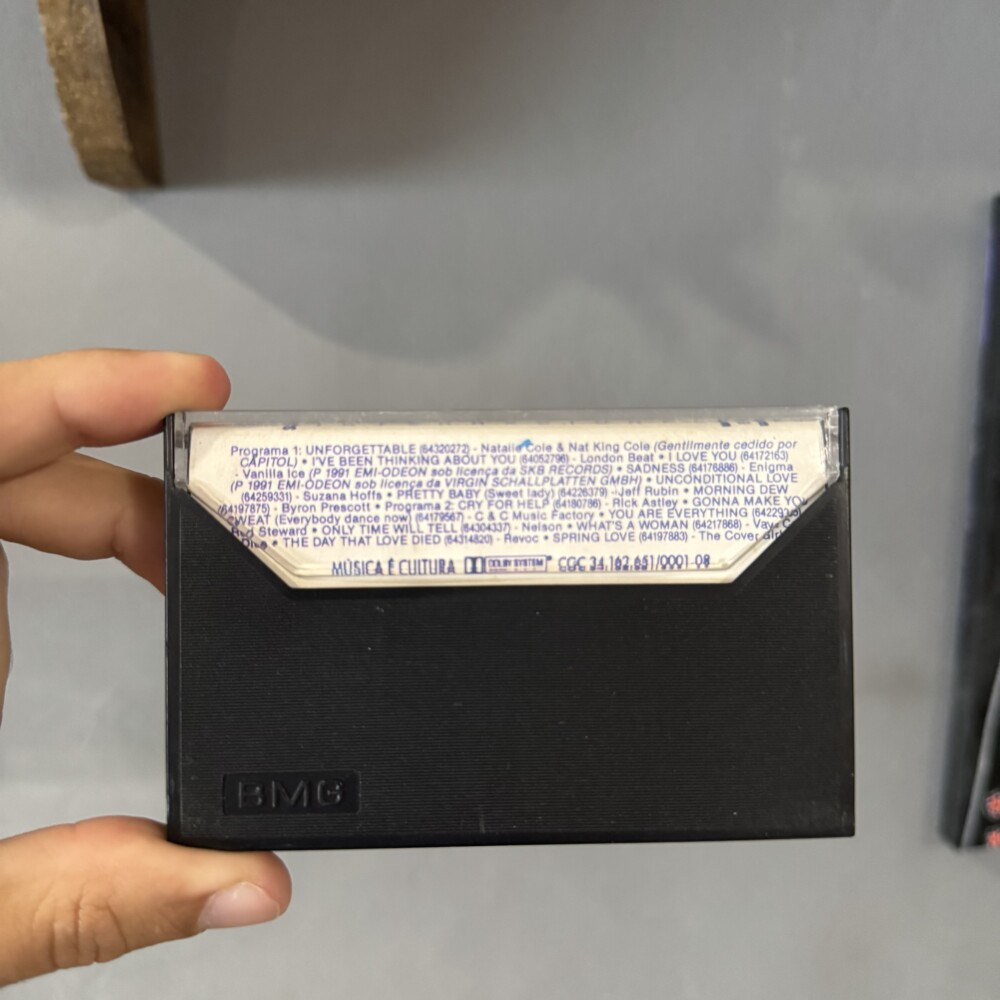 Programa 1: UNFORGETTABLE (64320272) - Natalie Cole & Nat King Cole (Gentilmente cedido por
CAPITOL) • I'VE BEEN THINKING ABOUT YOU (64052796) - London Beat • I LOVE YOU (64172163)
- Vanilla Ice (P 1991 EMI-ODEON sob licença da SKB RECORDS) • SADNESS (64176886) - Enigma
(P 1991 EMI-ODEON sob licença da VIRGIN SCHALLPLATTEN GMBH) • UNCONDITIONAL LOVE
(64259331) - Suzana Hoffs • PRETTY BABY (Sweet lady) (64226379) - Jeff Rubin • MORNING DEW
(64197875) - Byron Prescott • Programa 2: CRY FOR HELP (64180786) - Rick Astley • GONNA MAKE YOU
SWEAT (Everybody dance now) (64179567) - C & C Music Factory • YOU ARE EVERYTHING
Rod Steward • ONLY TIME WILL TELL (64304337) - Nelson • WHAT'S A WOMAN (64217868) -
• THE DAY THAT LOVE DIED (64314820) - Revoc • SPRING LOVE (64197883) - The Cover
MÚSICA É CULTURA DOLBY SYSTEM CGC 34.162.651/0001-08
BMG